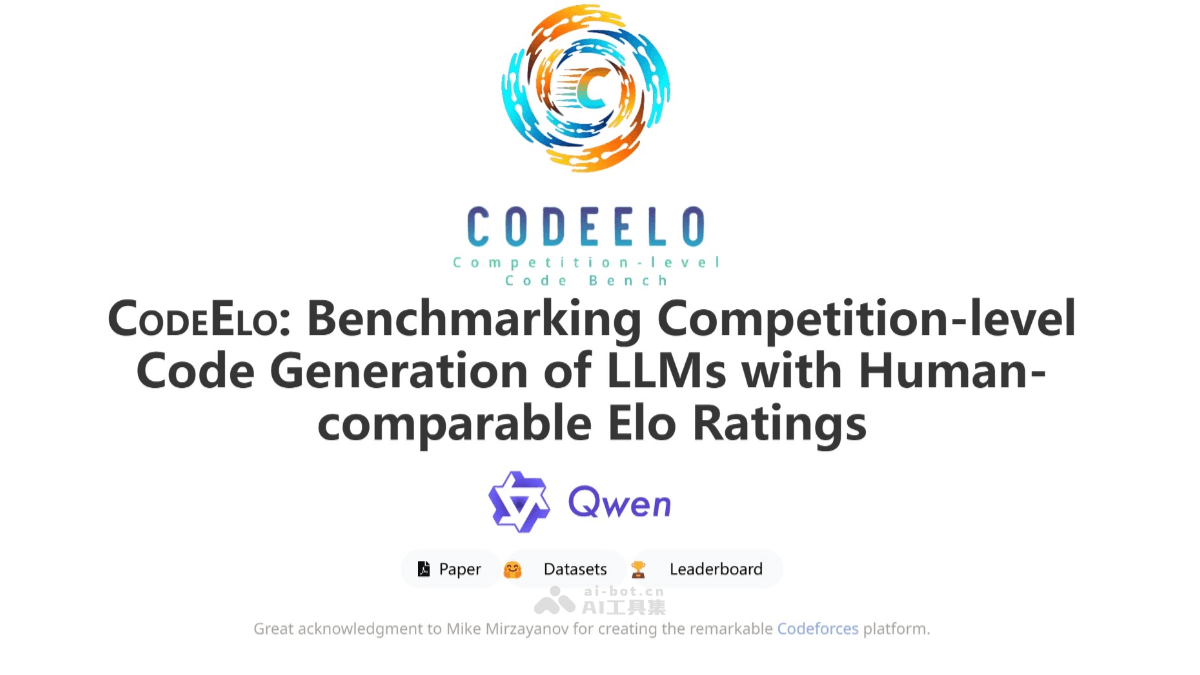 C
CODEELO
Competition-level
Code Bench
CodeElo: Benchmarking Competition-level
Code Generation of LLMs with Human-
comparable Elo Ratings
Qwen
Paper Datasets Leaderboard
ai-bot.cn
AI工具集
Great acknowledgment to Mike Mirzayanov for creating the remarkable Codeforces platform.